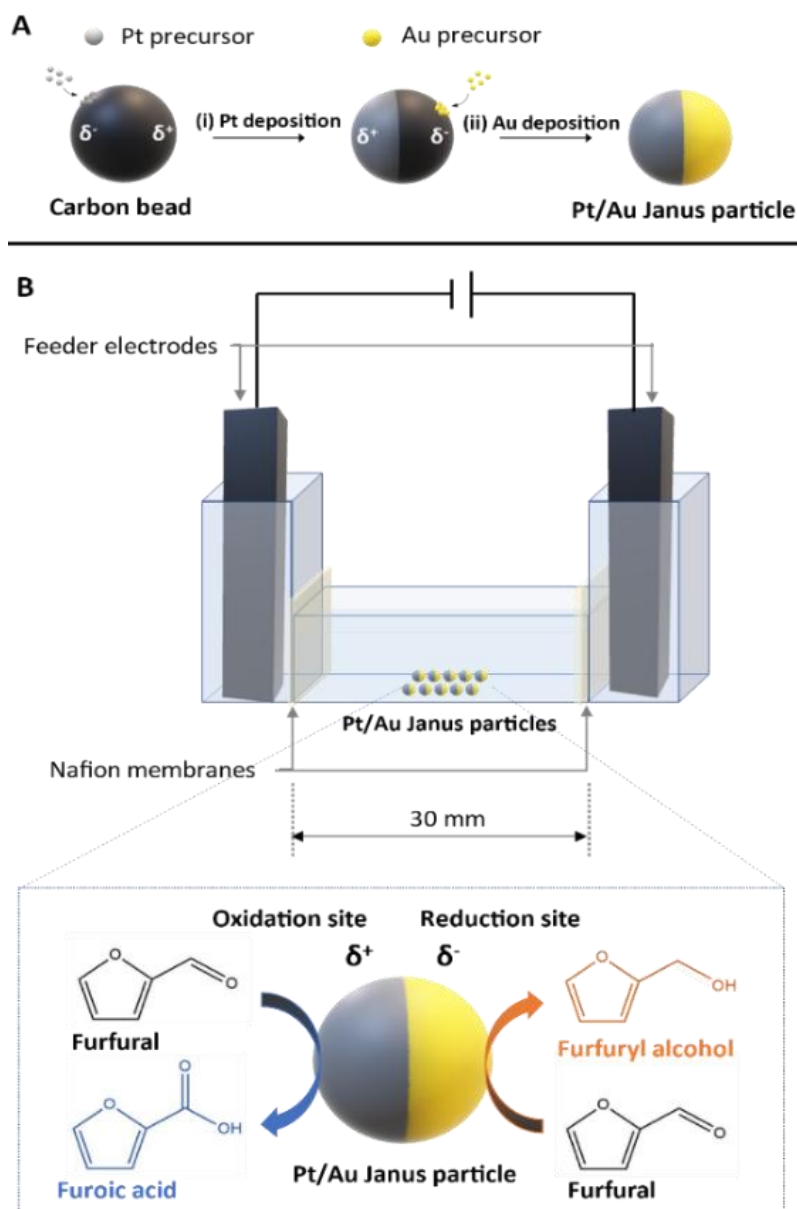 A
Pt precursor
Au precursor
δ- δ+ (i) Pt deposition δ+ δ- (ii) Au deposition
Carbon bead
Pt/Au Janus particle
B
Feeder electrodes
Pt/Au Janus particles
Nafion membranes
30 mm
Oxidation site Reduction site
δ+ δ-
O O
Furfural
O OH
Furfuryl alcohol
O O OH
Furoic acid
Pt/Au Janus particle
O O
Furfural